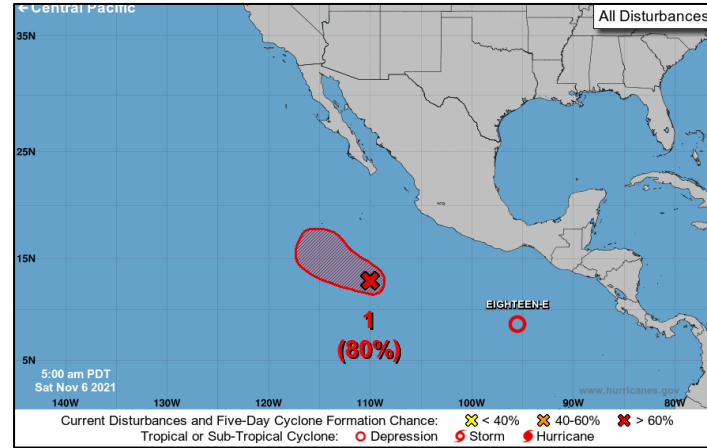 ←Central Pacific
All Disturbances
35N
25N
15N
5N
1
(80%)
EIGHTEEN-E
5:00 am PDT
Sat Nov 6 2021
www.hurricanes.gov
140W 130W 120W 110W 100W 90W 80W
Current Disturbances and Five-Day Cyclone Formation Chance: < 40% 40-60% > 60%
Tropical or Sub-Tropical Cyclone: Depression Storm Hurricane